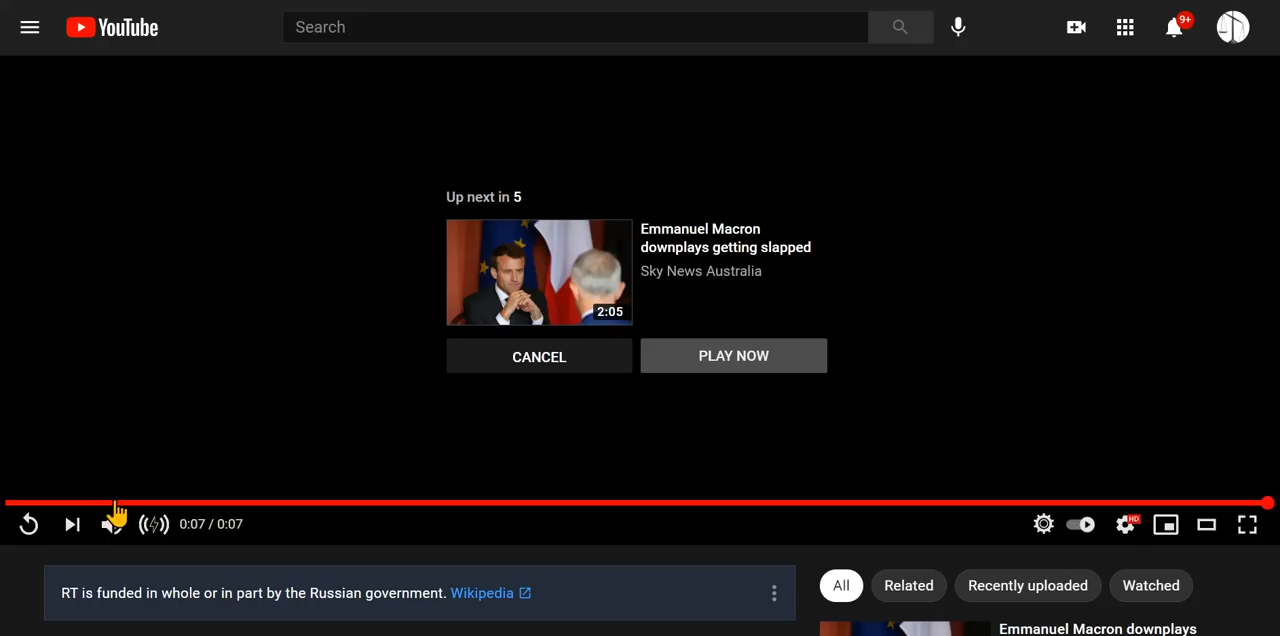 YouTube
Search
9+
Up next in 5
Emmanuel Macron
downplays getting slapped
Sky News Australia
2:05
CANCEL
PLAY NOW
0:07 / 0:07
HD
RT is funded in whole or in part by the Russian government. Wikipedia
All
Related
Recently uploaded
Watched
Emmanuel Macron downplays